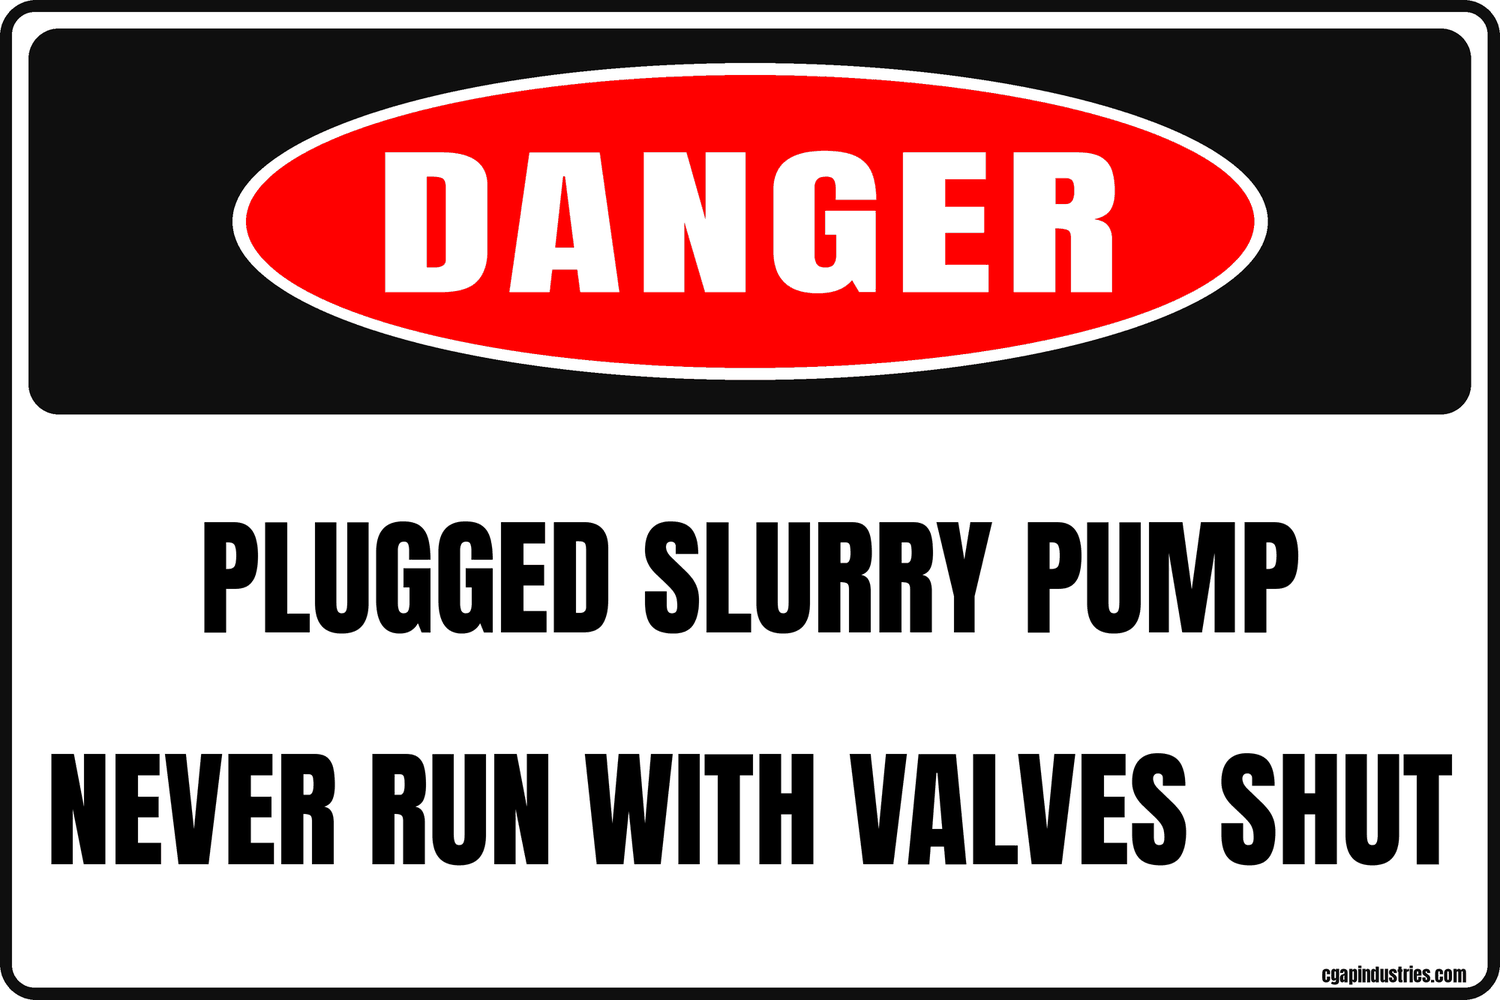 DANGER
PLUGGED SLURRY PUMP
NEVER RUN WITH VALVES SHUT
cgapindustries.com